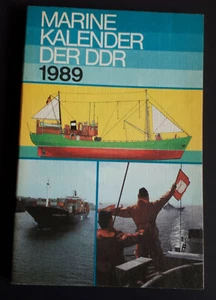 MARINE
KALENDER
DER DDR
1989